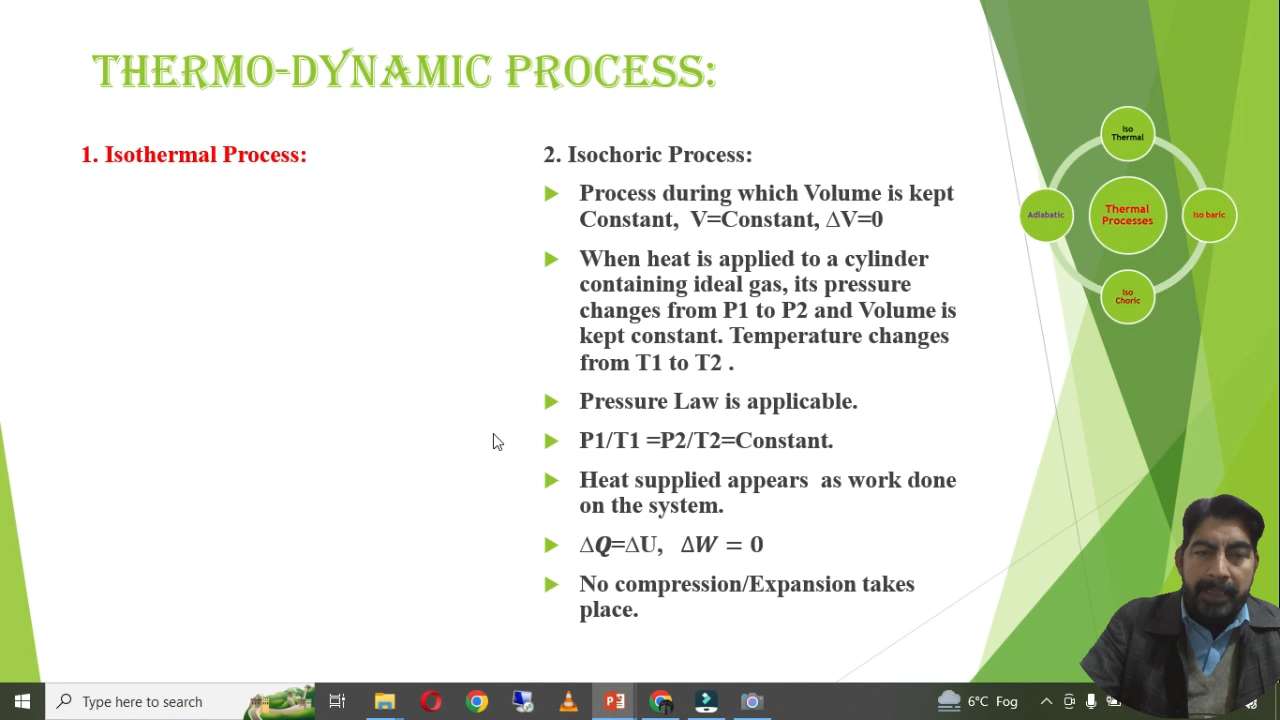 THERMO-DYNAMIC PROCESS:
1. Isothermal Process:
2. Isochoric Process:
Process during which Volume is kept
Constant, V=Constant, ∆V=0
When heat is applied to a cylinder
containing ideal gas, its pressure
changes from P1 to P2 and Volume is
kept constant. Temperature changes
from T1 to T2 .
Pressure Law is applicable.
P1/T1 =P2/T2=Constant.
Heat supplied appears as work done
on the system.
∆Q=∆U, ∆W = 0
No compression/Expansion takes
place.
Iso
Thermal
Adiabatic
Thermal
Processes
Iso baric
Iso
Choric
Type here to search
6°C Fog